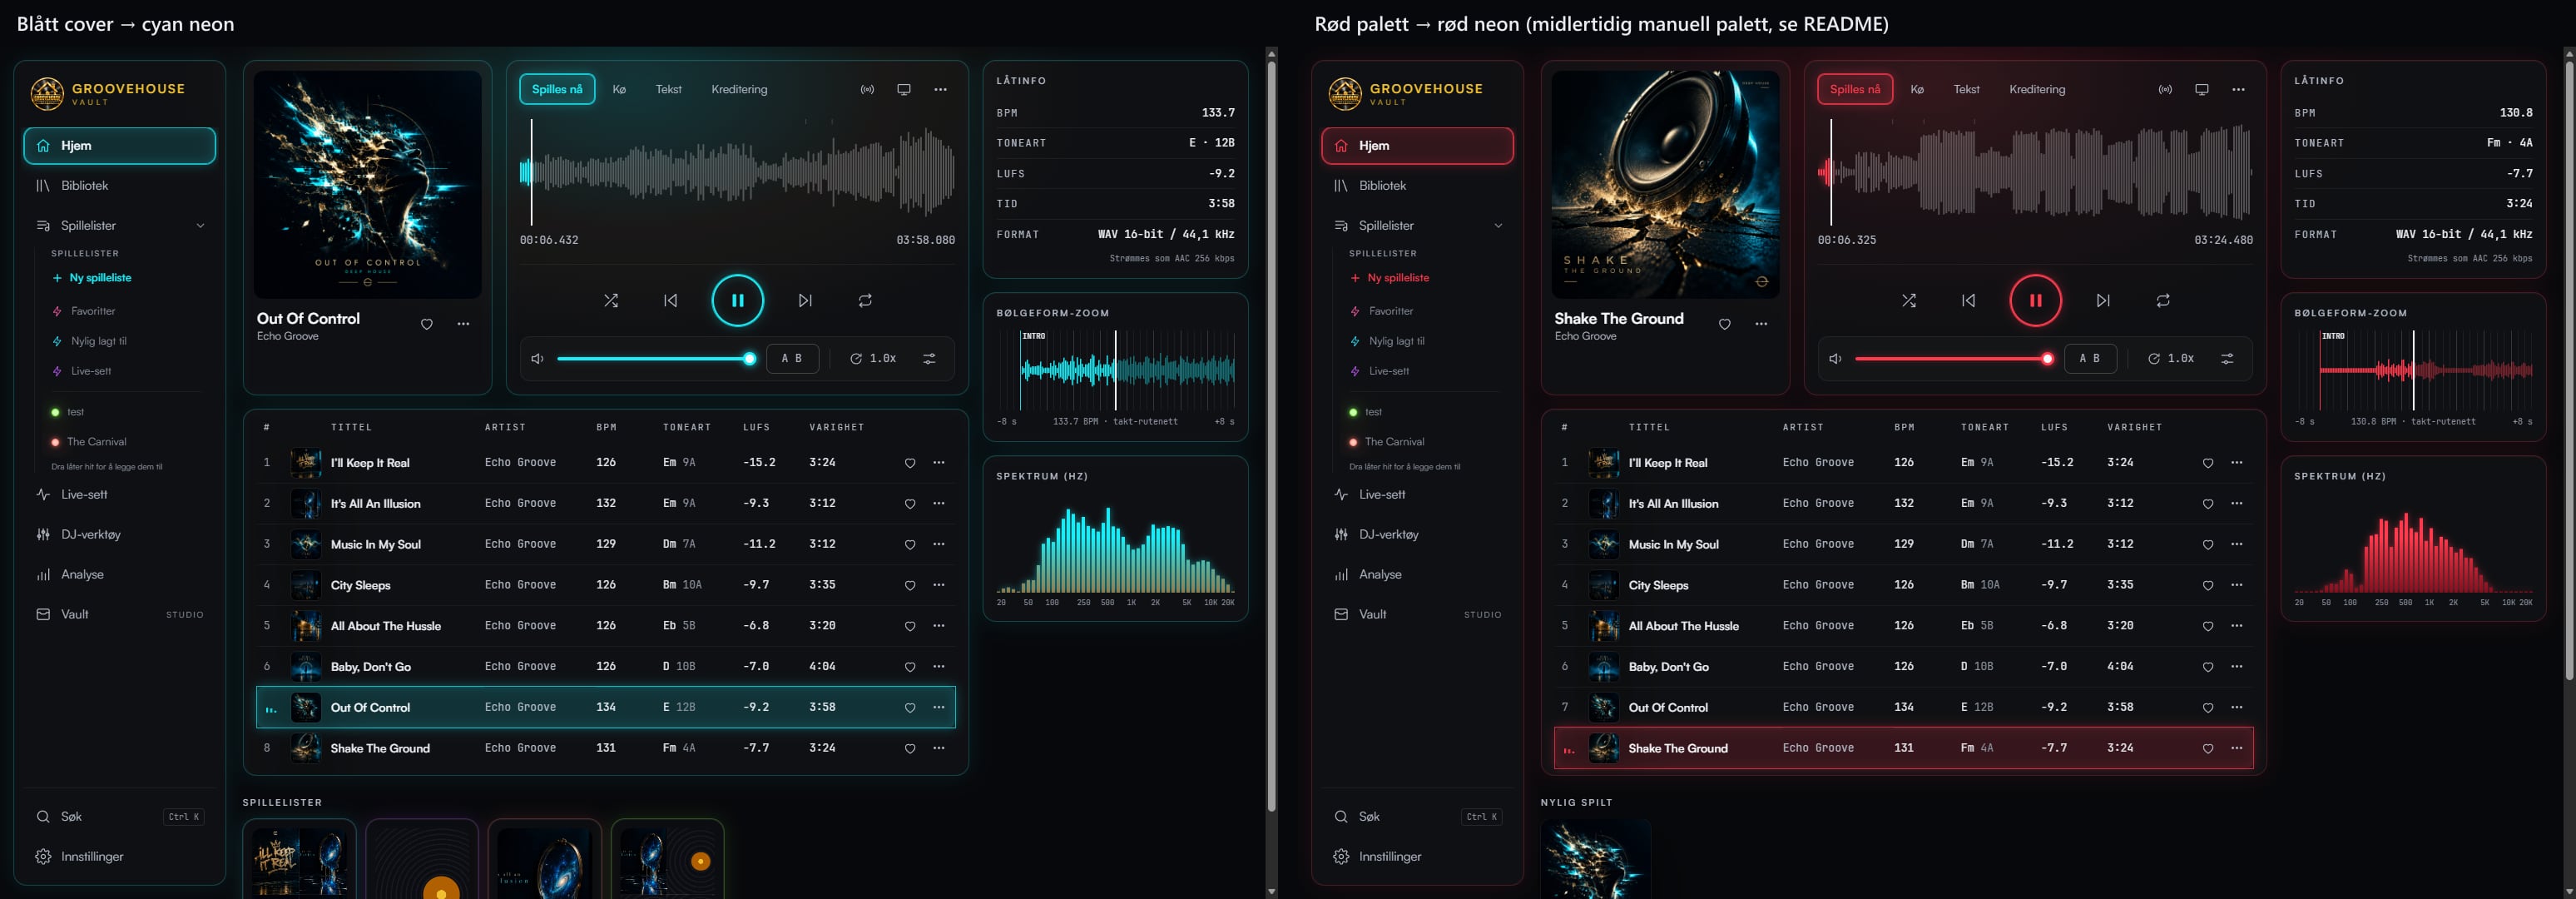 Blått cover → cyan neon
GROOVEHOUSE
VAULT
Hjem
Bibliotek
Spillelister
SPILLELISTER
+ Ny spilleliste
Favoritter
Nylig lagt til
Live-sett
test
The Carnival
Dra låter hit for å legge dem til
Live-sett
DJ-verktøy
Analyse
Vault STUDIO
Søk Ctrl K
Innstillinger
OUT OF CONTROL
DEEP HOUSE
Out Of Control
Echo Groove
Spilles nå Kø Tekst Kreditering
00:06.432 03:58.080
A B 1.0x
LÅTINFO
BPM 133.7
TONEART E · 12B
LUFS -9.2
TID 3:58
FORMAT WAV 16-bit / 44,1 kHz
Strømmes som AAC 256 kbps
BØLGEFORM-ZOOM
INTRO
-8 s 133.7 BPM · takt-rutenett +8 s
SPEKTRUM (HZ)
20 50 100 250 500 1K 2K 5K 10K 20K
# TITTEL ARTIST BPM TONEART LUFS VARIGHET
1 I'll Keep It Real Echo Groove 126 Em 9A -15.2 3:24
2 It's All An Illusion Echo Groove 132 Em 9A -9.3 3:12
3 Music In My Soul Echo Groove 129 Dm 7A -11.2 3:12
4 City Sleeps Echo Groove 126 Bm 10A -9.7 3:35
5 All About The Hussle Echo Groove 126 Eb 5B -6.8 3:20
6 Baby, Don't Go Echo Groove 126 D 10B -7.0 4:04
Out Of Control Echo Groove 134 E 12B -9.2 3:58
8 Shake The Ground Echo Groove 131 Fm 4A -7.7 3:24
SPILLELISTER
ALL KEEP
IT REAL
Rød palett → rød neon (midlertidig manuell palett, se README)
GROOVEHOUSE
VAULT
Hjem
Bibliotek
Spillelister
SPILLELISTER
+ Ny spilleliste
Favoritter
Nylig lagt til
Live-sett
test
The Carnival
Dra låter hit for å legge dem til
Live-sett
DJ-verktøy
Analyse
Vault STUDIO
Søk Ctrl K
Innstillinger
SHAKE
THE GROUND
Shake The Ground
Echo Groove
Spilles nå Kø Tekst Kreditering
00:06.325 03:24.480
A B 1.0x
LÅTINFO
BPM 130.8
TONEART Fm · 4A
LUFS -7.7
TID 3:24
FORMAT WAV 16-bit / 44,1 kHz
Strømmes som AAC 256 kbps
BØLGEFORM-ZOOM
INTRO
-8 s 130.8 BPM · takt-rutenett +8 s
SPEKTRUM (HZ)
20 50 100 250 500 1K 2K 5K 10K 20K
# TITTEL ARTIST BPM TONEART LUFS VARIGHET
1 I'll Keep It Real Echo Groove 126 Em 9A -15.2 3:24
2 It's All An Illusion Echo Groove 132 Em 9A -9.3 3:12
3 Music In My Soul Echo Groove 129 Dm 7A -11.2 3:12
4 City Sleeps Echo Groove 126 Bm 10A -9.7 3:35
5 All About The Hussle Echo Groove 126 Eb 5B -6.8 3:20
6 Baby, Don't Go Echo Groove 126 D 10B -7.0 4:04
7 Out Of Control Echo Groove 134 E 12B -9.2 3:58
Shake The Ground Echo Groove 131 Fm 4A -7.7 3:24
NYLIG SPILT